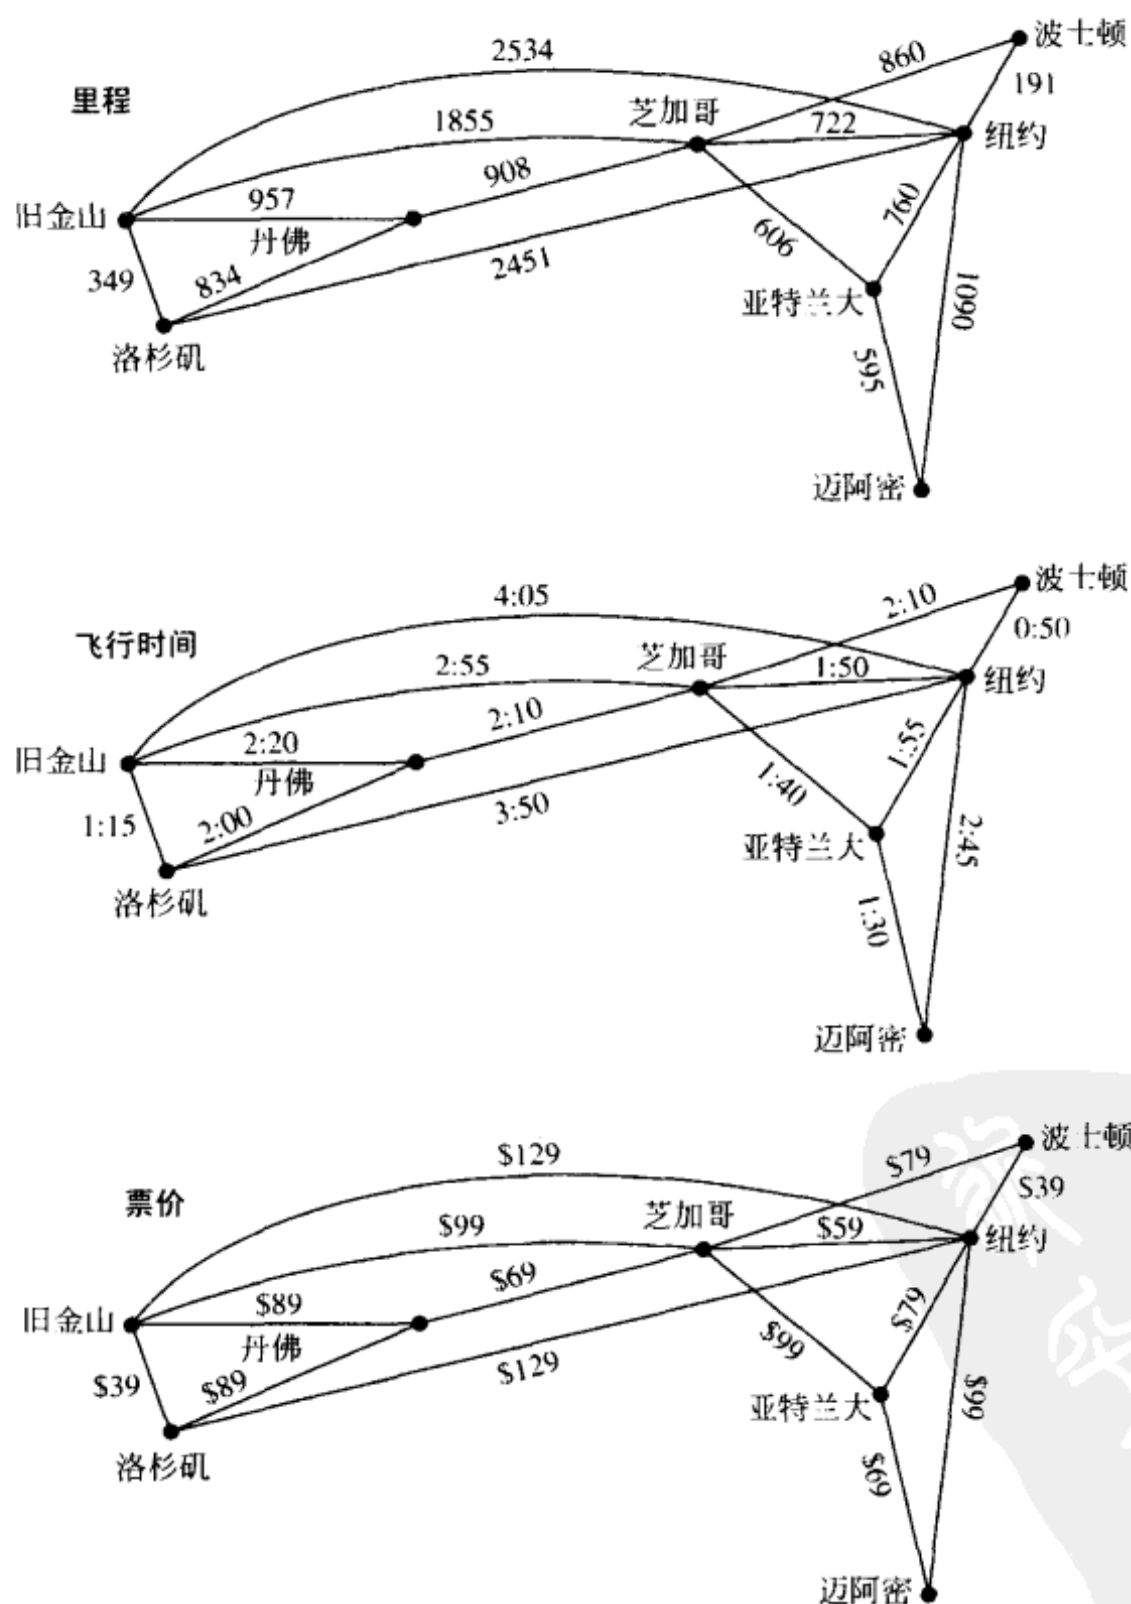 2534
860
波士顿
191
里程
芝加哥
1855
722
纽约
908
957
760
旧金山
丹佛
606
2451
349
834
1090
亚特兰大
洛杉矶
595
迈阿密
4:05
2:10
波士顿
0:50
飞行时间
芝加哥
2:55
1:50
纽约
2:10
2:20
1:55
旧金山
丹佛
1:40
3:50
1:15
2:00
2:45
亚特兰大
洛杉矶
1:30
迈阿密
$129
$79
波士顿
$39
票价
芝加哥
$99
$59
纽约
$69
$89
$79
旧金山
丹佛
$99
$129
$39
$89
$99
亚特兰大
洛杉矶
$69
迈阿密